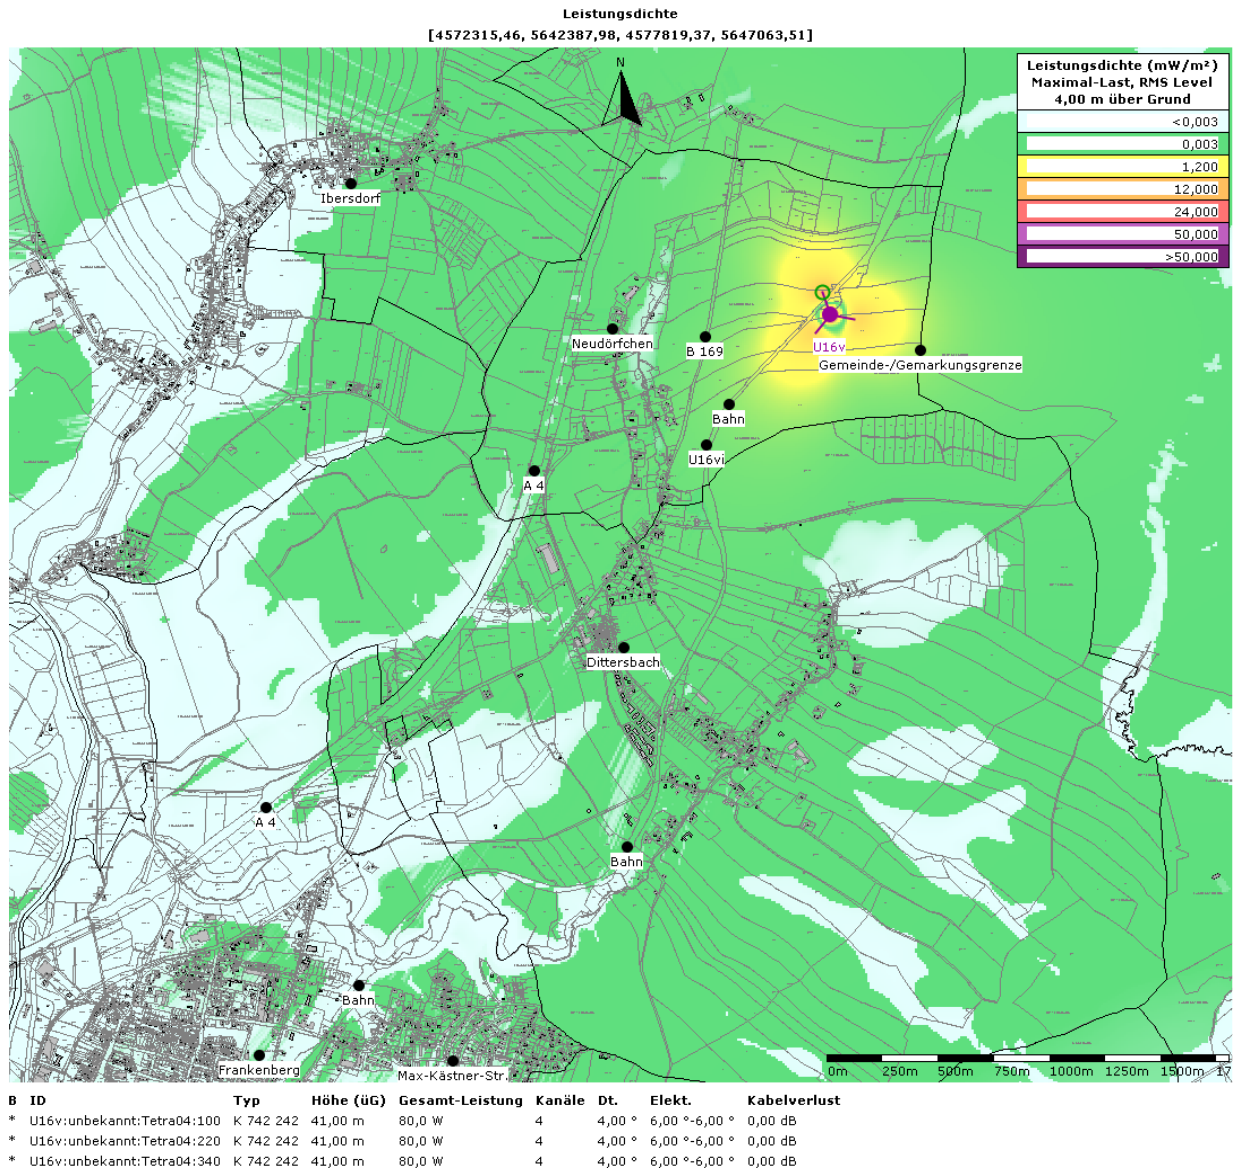 Leistungsdichte
[4572315,46, 5642387,98, 4577819,37, 5647063,51]
N
Leistungsdichte (mW/m²)
Maximal-Last, RMS Level
4,00 m über Grund
<0,003
0,003
1,200
12,000
24,000
50,000
>50,000
Ibersdorf
Neudörfchen
B 169
U16v
Gemeinde-/Gemarkungsgrenze
Bahn
U16vi
A 4
Dittersbach
A 4
Bahn
Bahn
Frankenberg
Max-Kästner-Str.
0m 250m 500m 750m 1000m 1250m 1500m 17
B ID Typ Höhe (üG) Gesamt-Leistung Kanäle Dt. Elekt. Kabelverlust
* U16v:unbekannt:Tetra04:100 K 742 242 41,00 m 80,0 W 4 4,00 ° 6,00 °-6,00 ° 0,00 dB
* U16v:unbekannt:Tetra04:220 K 742 242 41,00 m 80,0 W 4 4,00 ° 6,00 °-6,00 ° 0,00 dB
* U16v:unbekannt:Tetra04:340 K 742 242 41,00 m 80,0 W 4 4,00 ° 6,00 °-6,00 ° 0,00 dB